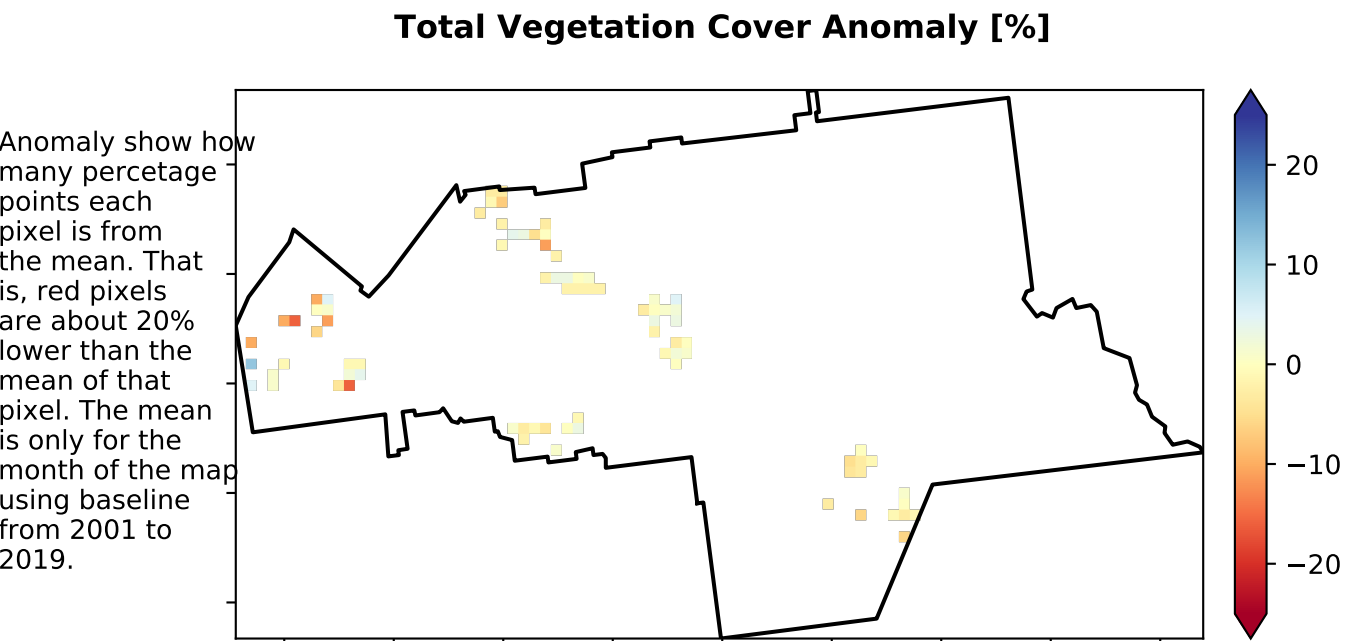 Total Vegetation Cover Anomaly [%]
Anomaly show how
many percetage
points each
pixel is from
the mean. That
is, red pixels
are about 20%
lower than the
mean of that
pixel. The mean
is only for the
month of the map
using baseline
from 2001 to
2019.
20
10
0
−10
−20